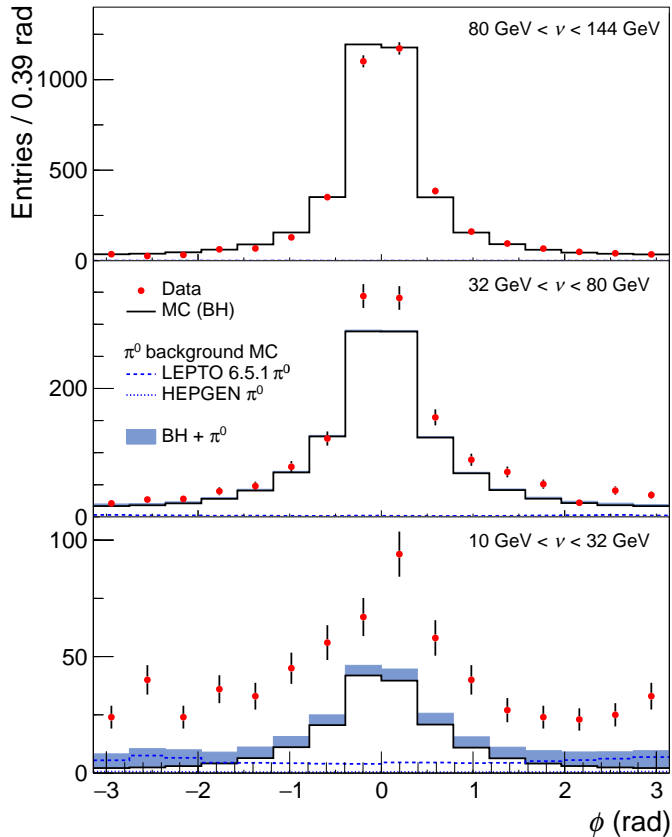 Entries / 0.39 rad
80 GeV < ν < 144 GeV
1000
500
0
32 GeV < ν < 80 GeV
Data
MC (BH)
π⁰ background MC
LEPTO 6.5.1 π⁰
HEPGEN π⁰
BH + π⁰
200
0
10 GeV < ν < 32 GeV
100
50
0
−3 −2 −1 0 1 2 3
ϕ (rad)